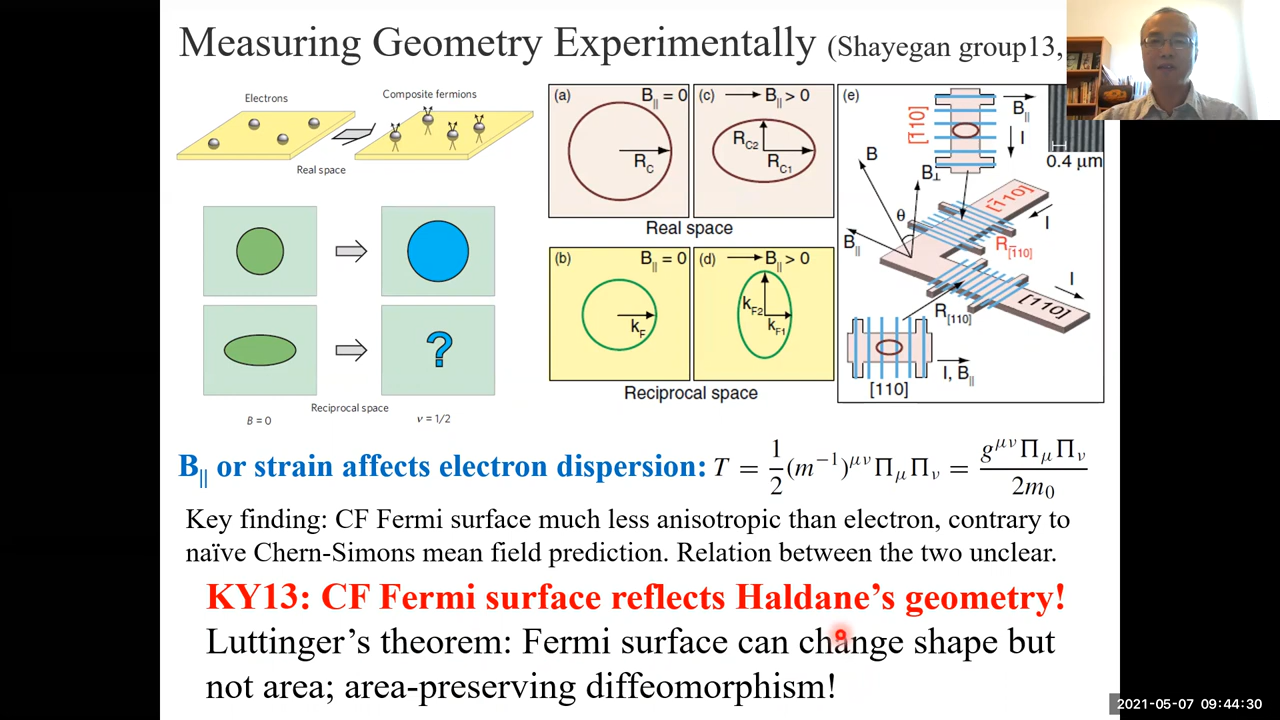 Measuring Geometry Experimentally (Shayegan group13,
Electrons
Composite fermions
Real space
B = 0
ν = 1/2
Reciprocal space
(a)
B|| = 0
R_C
(c)
B|| > 0
R_C2
R_C1
Real space
(b)
B|| = 0
k_F
(d)
B|| > 0
k_F2
k_F1
Reciprocal space
(e)
[1̄10]
B||
I
0.4 μm
B
B⊥
θ
B||
[1̄10]
I
R[1̄10]
I
[110]
R[110]
I, B||
[110]
B|| or strain affects electron dispersion: T = 1/2 (m⁻¹)^μν Π_μ Π_ν = g^μν Π_μ Π_ν / 2m₀
Key finding: CF Fermi surface much less anisotropic than electron, contrary to
naïve Chern-Simons mean field prediction. Relation between the two unclear.
KY13: CF Fermi surface reflects Haldane's geometry!
Luttinger's theorem: Fermi surface can change shape but
not area; area-preserving diffeomorphism!
?
2021-05-07 09:44:30